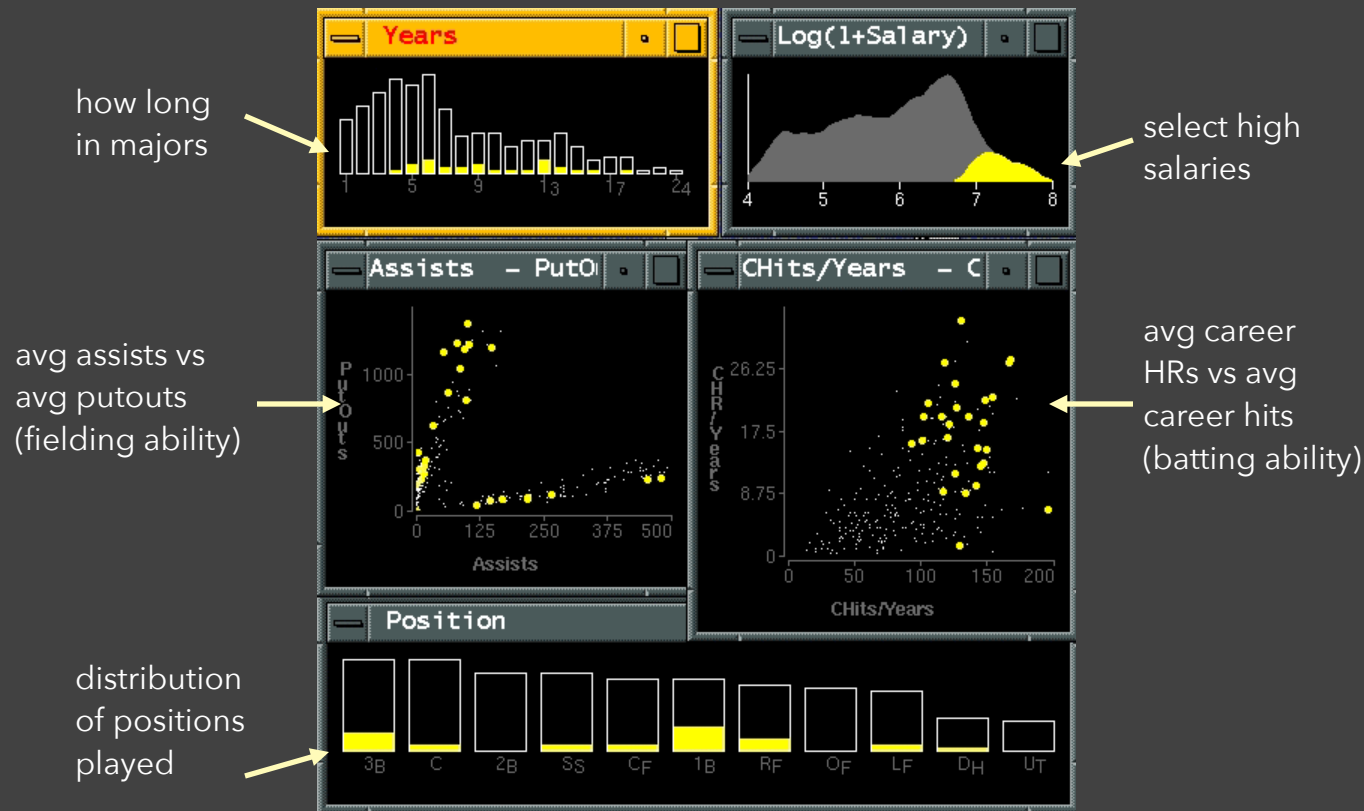 Years
Log(1+Salary)
how long
in majors
select high
salaries
1 5 9 13 17 24
4 5 6 7 8
Assists – PutO
CHits/Years – C
avg assists vs
avg putouts
(fielding ability)
PutOuts
1000
500
0
0 125 250 375 500
Assists
CHR/Years
26.25
17.5
8.75
0
0 50 100 150 200
CHits/Years
avg career
HRs vs avg
career hits
(batting ability)
Position
distribution
of positions
played
3B C 2B SS CF 1B RF OF LF DH UT